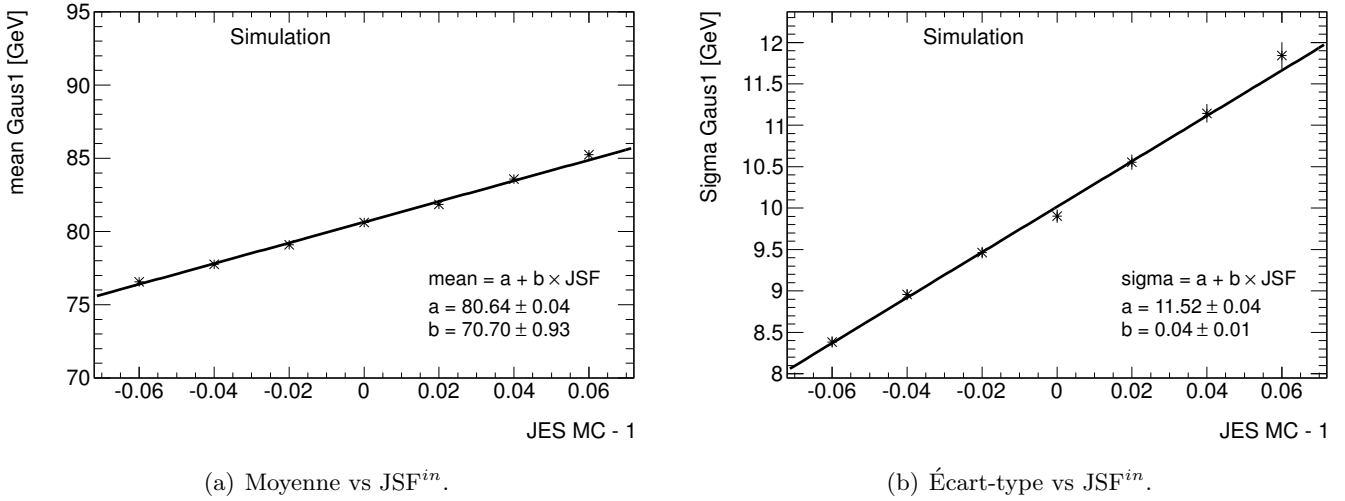 mean Gaus1 [GeV]
Simulation
95
90
85
80
75
70
mean = a + b × JSF
a = 80.64 ± 0.04
b = 70.70 ± 0.93
-0.06 -0.04 -0.02 0 0.02 0.04 0.06
JES MC - 1
(a) Moyenne vs JSF^{in}.
Sigma Gaus1 [GeV]
Simulation
12
11.5
11
10.5
10
9.5
9
8.5
8
sigma = a + b × JSF
a = 11.52 ± 0.04
b = 0.04 ± 0.01
-0.06 -0.04 -0.02 0 0.02 0.04 0.06
JES MC - 1
(b) Écart-type vs JSF^{in}.